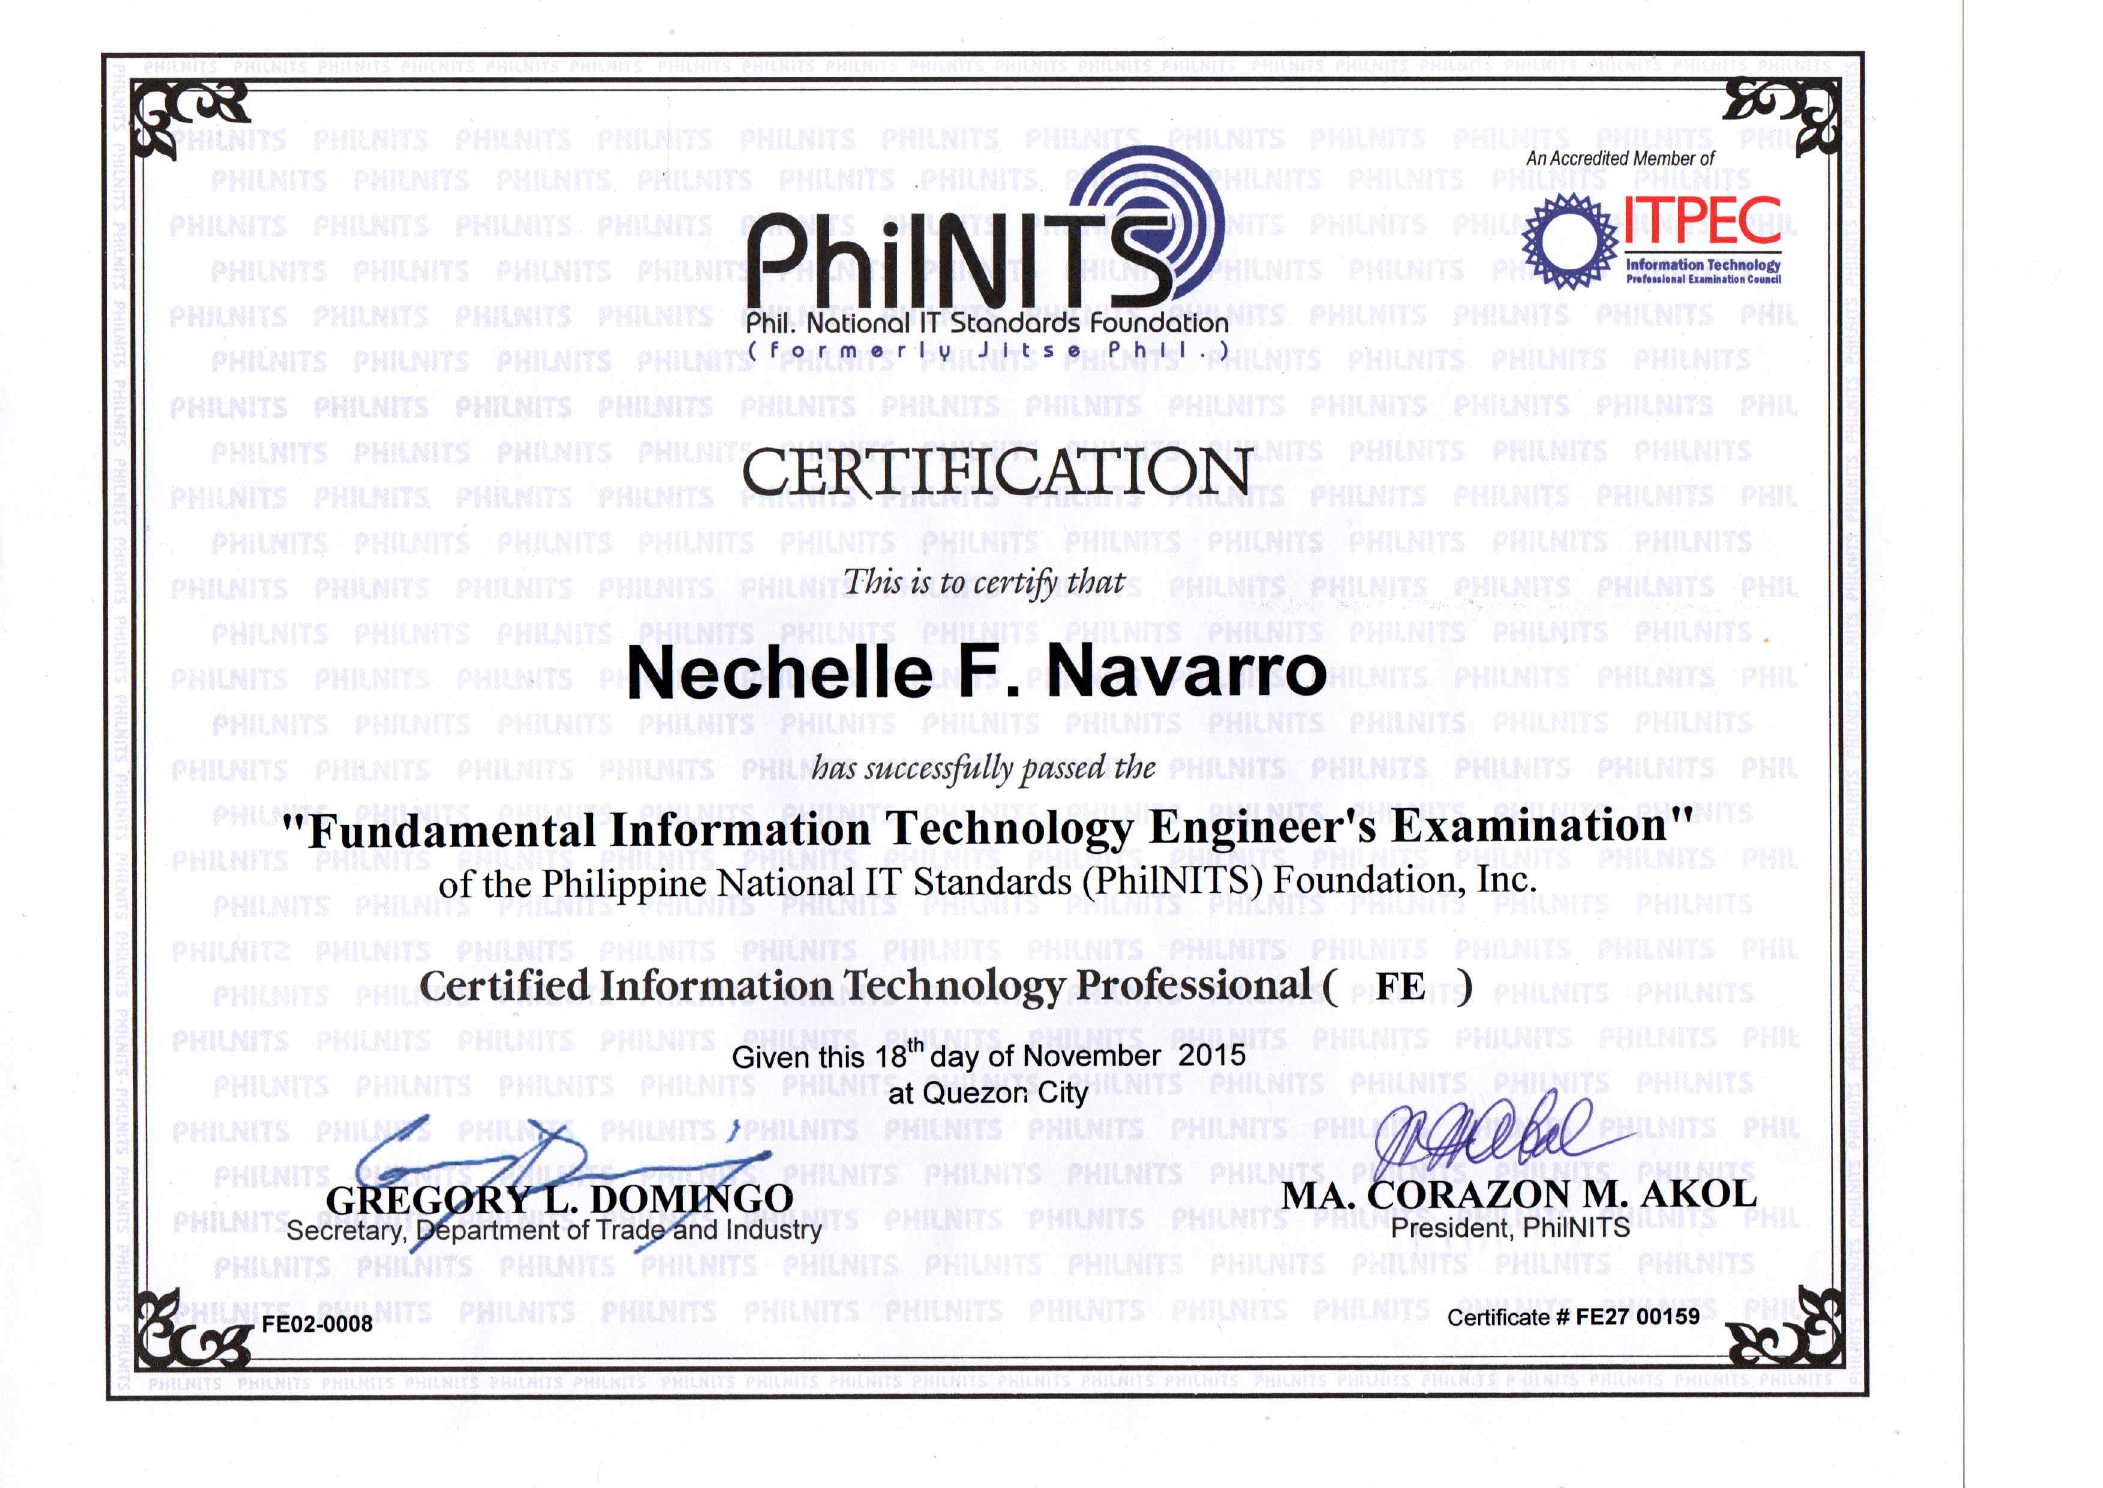 An Accredited Member of
ITPEC
Information Technology
Professional Examination Council
PhilNITS
Phil. National IT Standards Foundation
(formerly Jitse Phil.)
CERTIFICATION
This is to certify that
Nechelle F. Navarro
has successfully passed the
"Fundamental Information Technology Engineer's Examination"
of the Philippine National IT Standards (PhilNITS) Foundation, Inc.
Certified Information Technology Professional ( FE )
Given this 18th day of November 2015
at Quezon City
GREGORY L. DOMINGO
Secretary, Department of Trade and Industry
MA. CORAZON M. AKOL
President, PhilNITS
FE02-0008
Certificate # FE27 00159